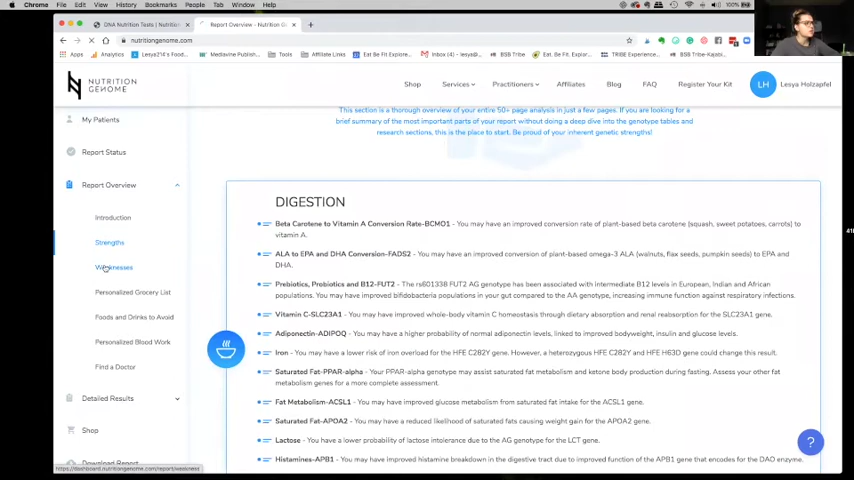 Chrome File Edit View History Bookmarks People Tab Window Help
DNA Nutrition Tests | Nutrition
Report Overview - Nutrition G
nutritiongenome.com
Apps Analytics Lesya214's Food... Mediavine Publish... Tools Affiliate Links Eat Be Fit Explore... Inbox (4) - lesya@... BSB Tribe Eat. Be. Fit. Explor... TRIBE Experience... BSB Tribe-Kajabi
NUTRITION
GENOME
Shop Services Practitioners Affiliates Blog FAQ Register Your Kit LH Lesya Holzapfel
My Patients
Report Status
Report Overview
Introduction
Strengths
Weaknesses
Personalized Grocery List
Foods and Drinks to Avoid
Personalized Blood Work
Find a Doctor
Detailed Results
Shop
Download Report
This section is a thorough overview of your entire 50+ page analysis in just a few pages. If you are looking for a
brief summary of the most important parts of your report without doing a deep dive into the genotype tables and
research sections, this is the place to start. Be proud of your inherent genetic strengths!
DIGESTION
Beta Carotene to Vitamin A Conversion Rate-BCMO1 - You may have an improved conversion rate of plant-based beta carotene (squash, sweet potatoes, carrots) to
vitamin A.
ALA to EPA and DHA Conversion-FADS2 - You may have an improved conversion of plant-based omega-3 ALA (walnuts, flax seeds, pumpkin seeds) to EPA and
DHA.
Prebiotics, Probiotics and B12-FUT2 - The rs601338 FUT2 AG genotype has been associated with intermediate B12 levels in European, Indian and African
populations. You may have improved bifidobacteria populations in your gut compared to the AA genotype, increasing immune function against respiratory infections.
Vitamin C-SLC23A1 - You may have improved whole-body vitamin C homeostasis through dietary absorption and renal reabsorption for the SLC23A1 gene.
Adiponectin-ADIPOQ - You may have a higher probability of normal adiponectin levels, linked to improved bodyweight, insulin and glucose levels.
Iron - You may have a lower risk of iron overload for the HFE C282Y gene. However, a heterozygous HFE C282Y and HFE H63D gene could change this result.
Saturated Fat-PPAR-alpha - Your PPAR-alpha genotype may assist saturated fat metabolism and ketone body production during fasting. Assess your other fat
metabolism genes for a more complete assessment.
Fat Metabolism-ACSL1 - You may have improved glucose metabolism from saturated fat intake for the ACSL1 gene.
Saturated Fat-APOA2 - You may have a reduced likelihood of saturated fats causing weight gain for the APOA2 gene.
Lactose - You have a lower probability of lactose intolerance due to the AG genotype for the LCT gene.
Histamines-APB1 - You may have improved histamine breakdown in the digestive tract due to improved function of the APB1 gene that encodes for the DAO enzyme.
?
https://dashboard.nutritiongenome.com/report/weakness